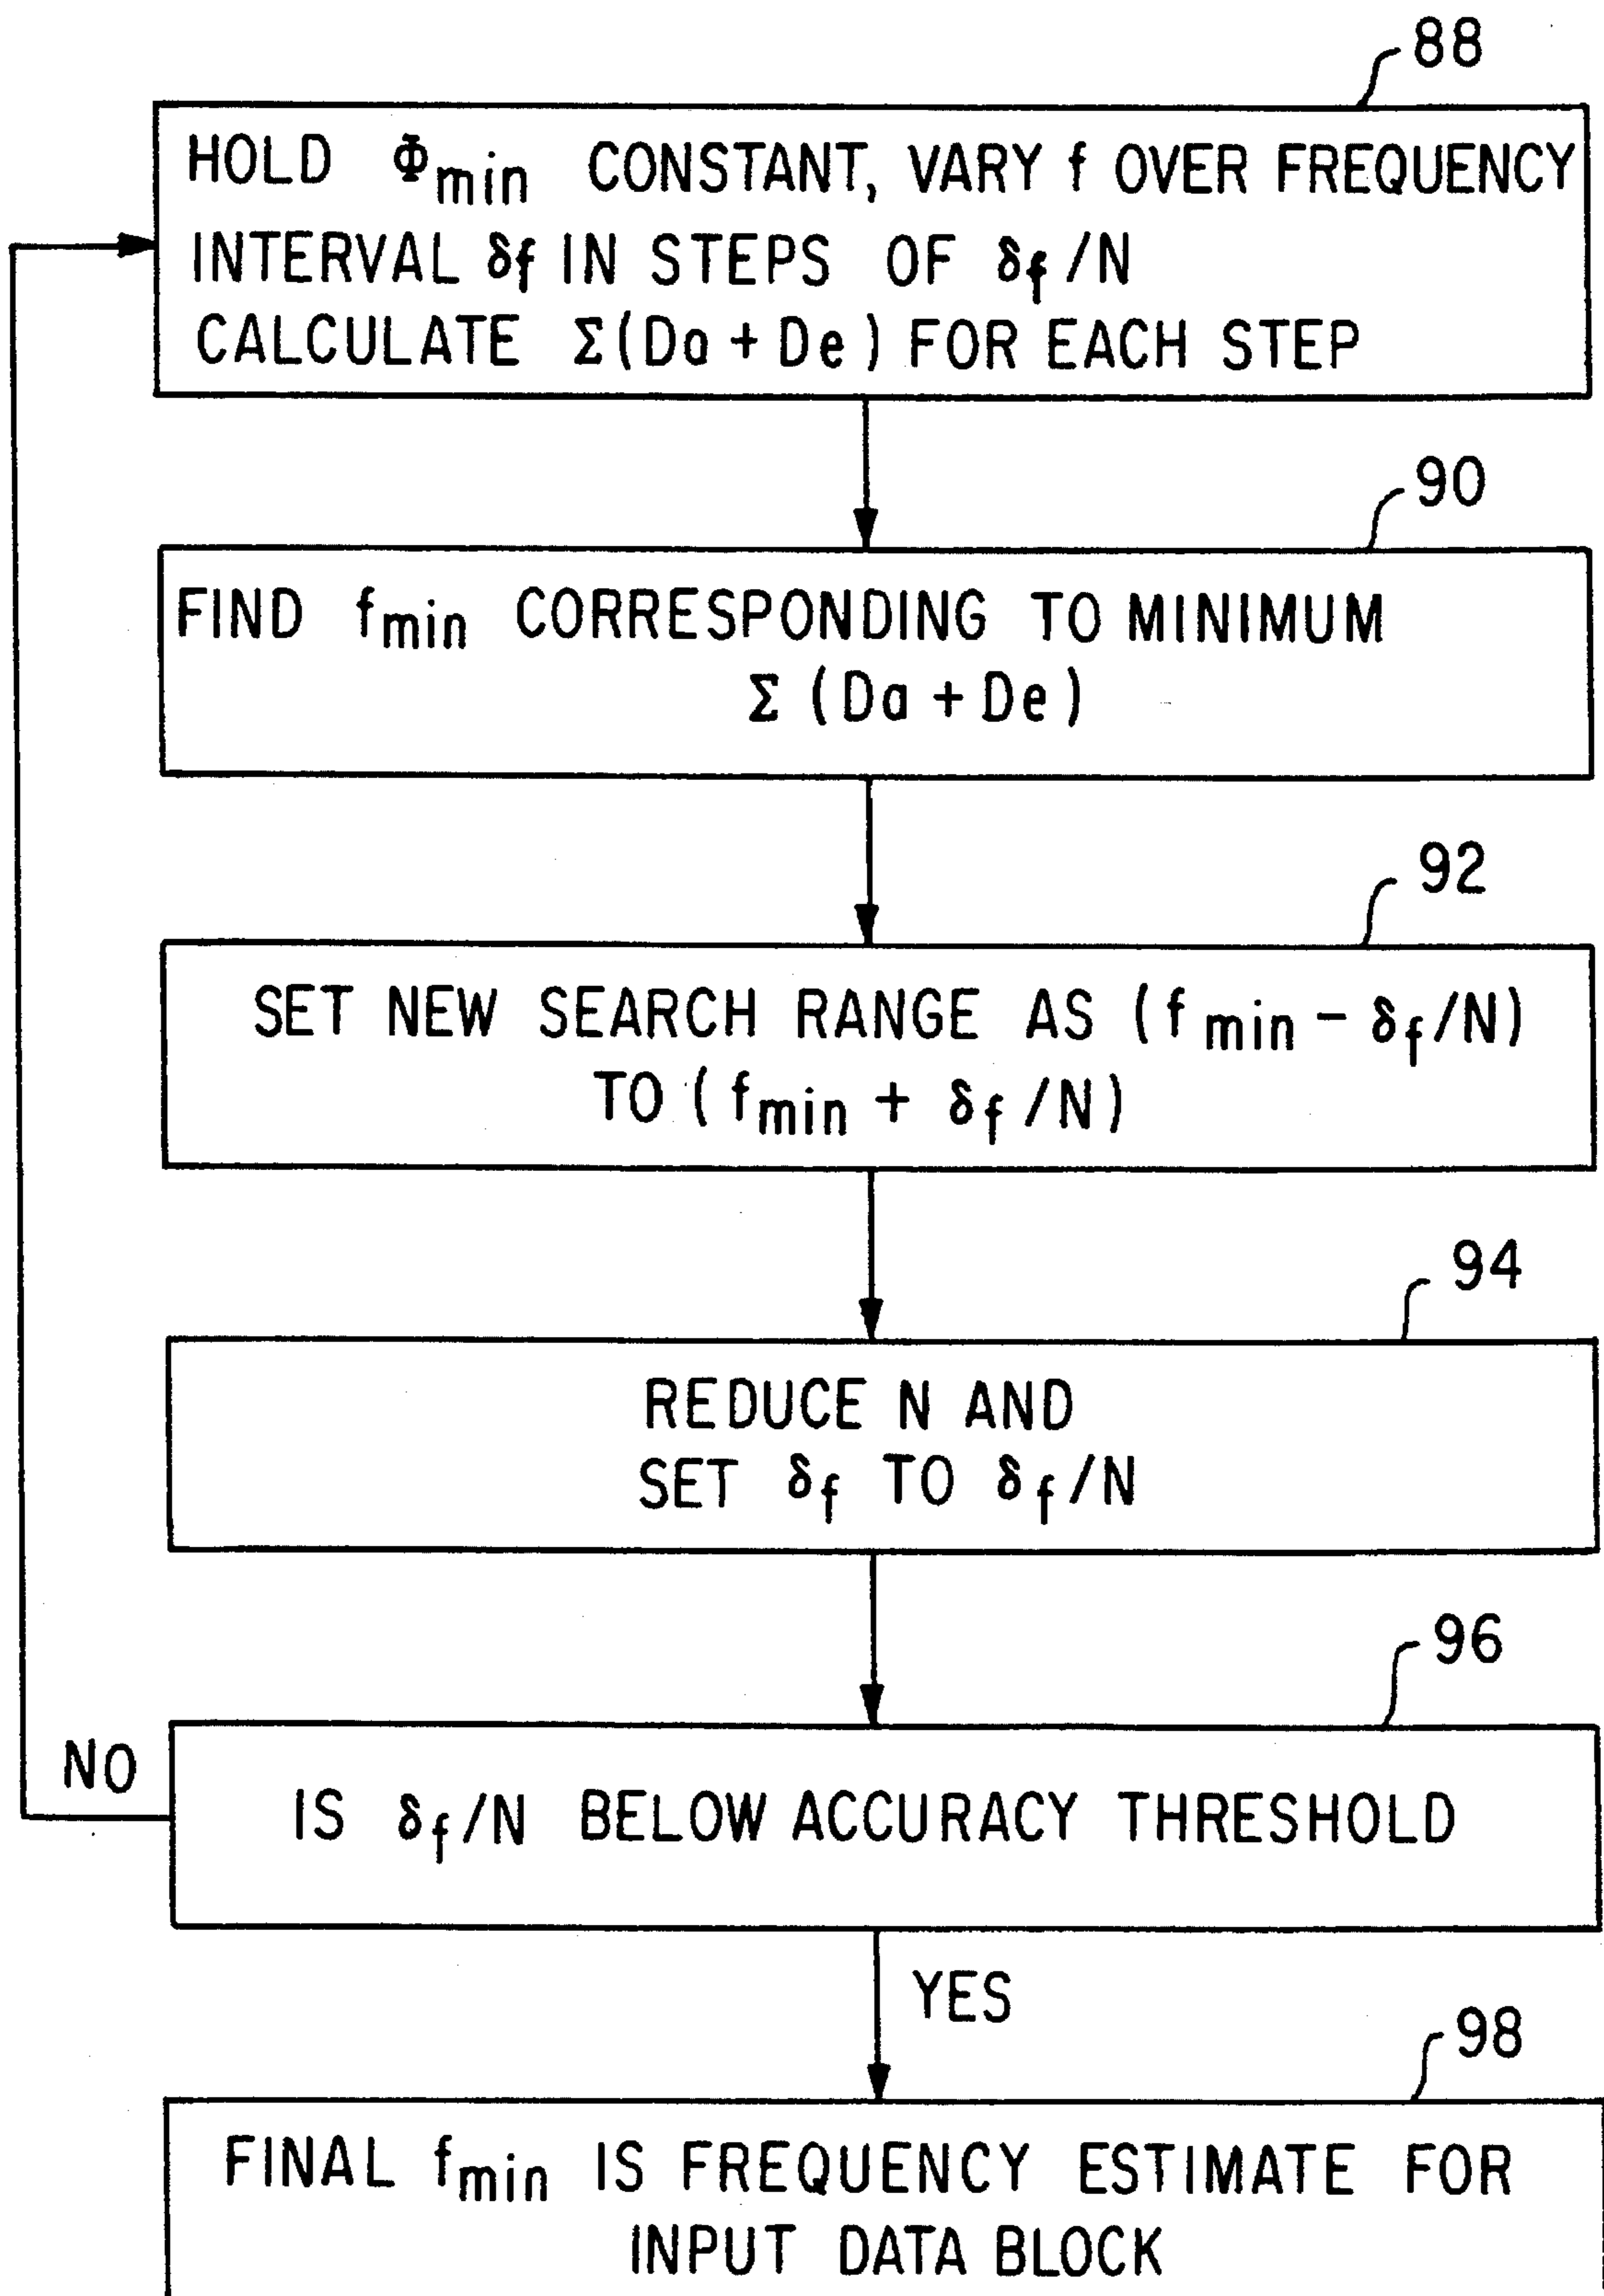 88
HOLD Φmin CONSTANT, VARY f OVER FREQUENCY
INTERVAL δf IN STEPS OF δf/N
CALCULATE Σ(Da + De) FOR EACH STEP
90
FIND fmin CORRESPONDING TO MINIMUM
Σ (Da + De)
92
SET NEW SEARCH RANGE AS (fmin - δf/N)
TO (fmin + δf/N)
94
REDUCE N AND
SET δf TO δf/N
96
NO
IS δf/N BELOW ACCURACY THRESHOLD
YES
98
FINAL fmin IS FREQUENCY ESTIMATE FOR
INPUT DATA BLOCK